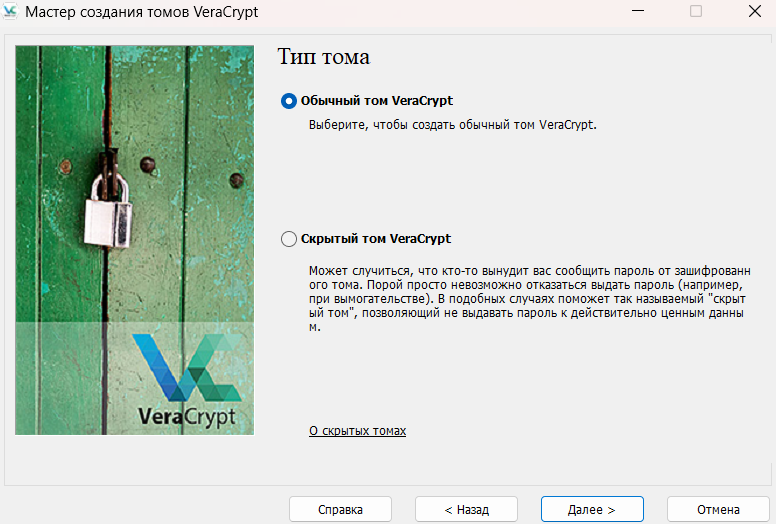 Мастер создания томов VeraCrypt
Тип тома
Обычный том VeraCrypt
Выберите, чтобы создать обычный том VeraCrypt.
Скрытый том VeraCrypt
Может случиться, что кто-то вынудит вас сообщить пароль от зашифрованн
ого тома. Порой просто невозможно отказаться выдать пароль (например,
при вымогательстве). В подобных случаях поможет так называемый "скрыт
ый том", позволяющий не выдавать пароль к действительно ценным данны
м.
VeraCrypt
О скрытых томах
Справка
< Назад
Далее >
Отмена